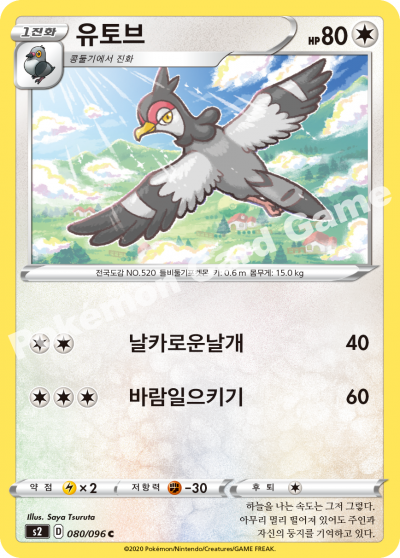 1진화
유토브
HP 80
콩둘기에서 진화
전국도감 NO.520 들비둘기포켓몬 키: 0.6 m 몸무게: 15.0 kg
날카로운날개 40
바람일으키기 60
약점 ×2 저항력 -30 후퇴
Illus. Saya Tsuruta
s2 D 080/096 C
하늘을 나는 속도는 그저 그렇다.
아무리 멀리 떨어져 있어도 주인과
자신의 둥지를 기억하고 있다.
©2020 Pokémon/Nintendo/Creatures/GAME FREAK.
Pokémon Card Game